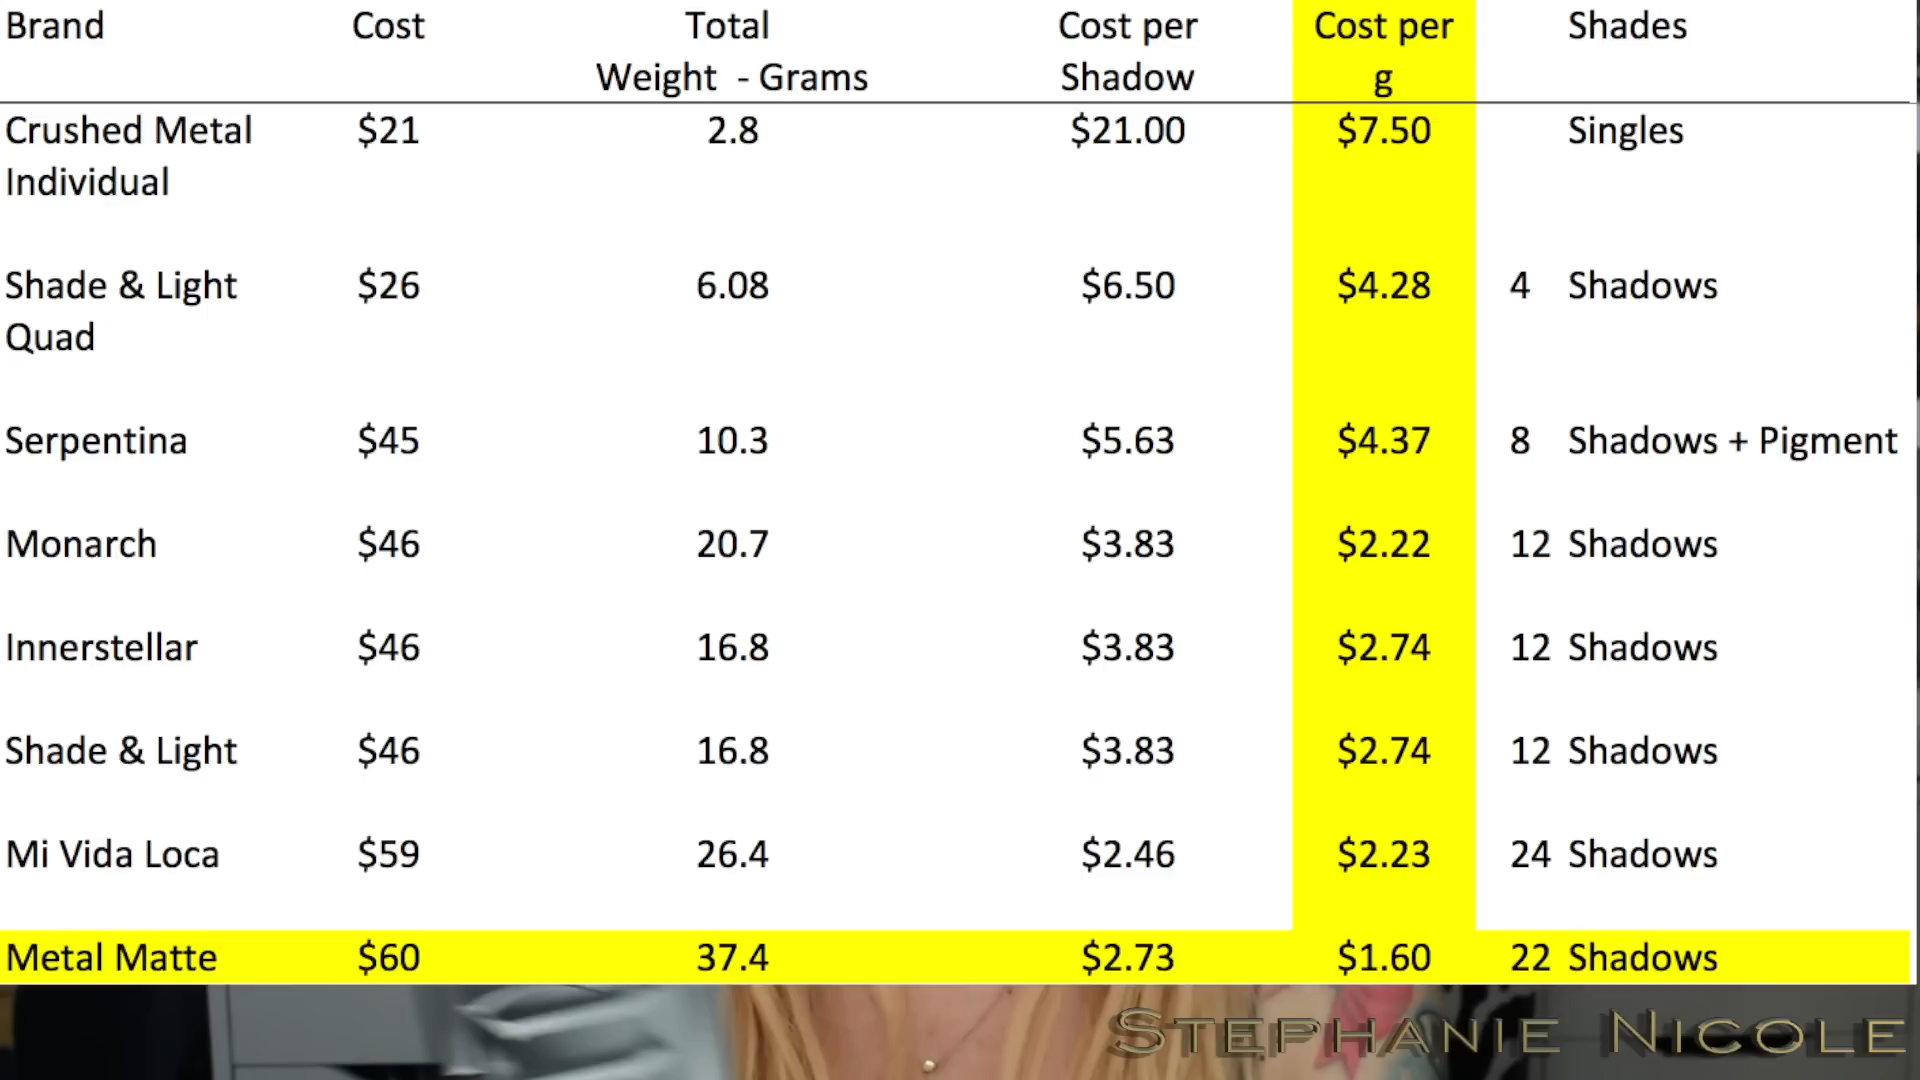 Brand Cost Total Cost per Cost per Shades
Weight - Grams Shadow g
Crushed Metal $21 2.8 $21.00 $7.50 Singles
Individual
Shade & Light $26 6.08 $6.50 $4.28 4 Shadows
Quad
Serpentina $45 10.3 $5.63 $4.37 8 Shadows + Pigment
Monarch $46 20.7 $3.83 $2.22 12 Shadows
Innerstellar $46 16.8 $3.83 $2.74 12 Shadows
Shade & Light $46 16.8 $3.83 $2.74 12 Shadows
Mi Vida Loca $59 26.4 $2.46 $2.23 24 Shadows
Metal Matte $60 37.4 $2.73 $1.60 22 Shadows
STEPHANIE NICOLE